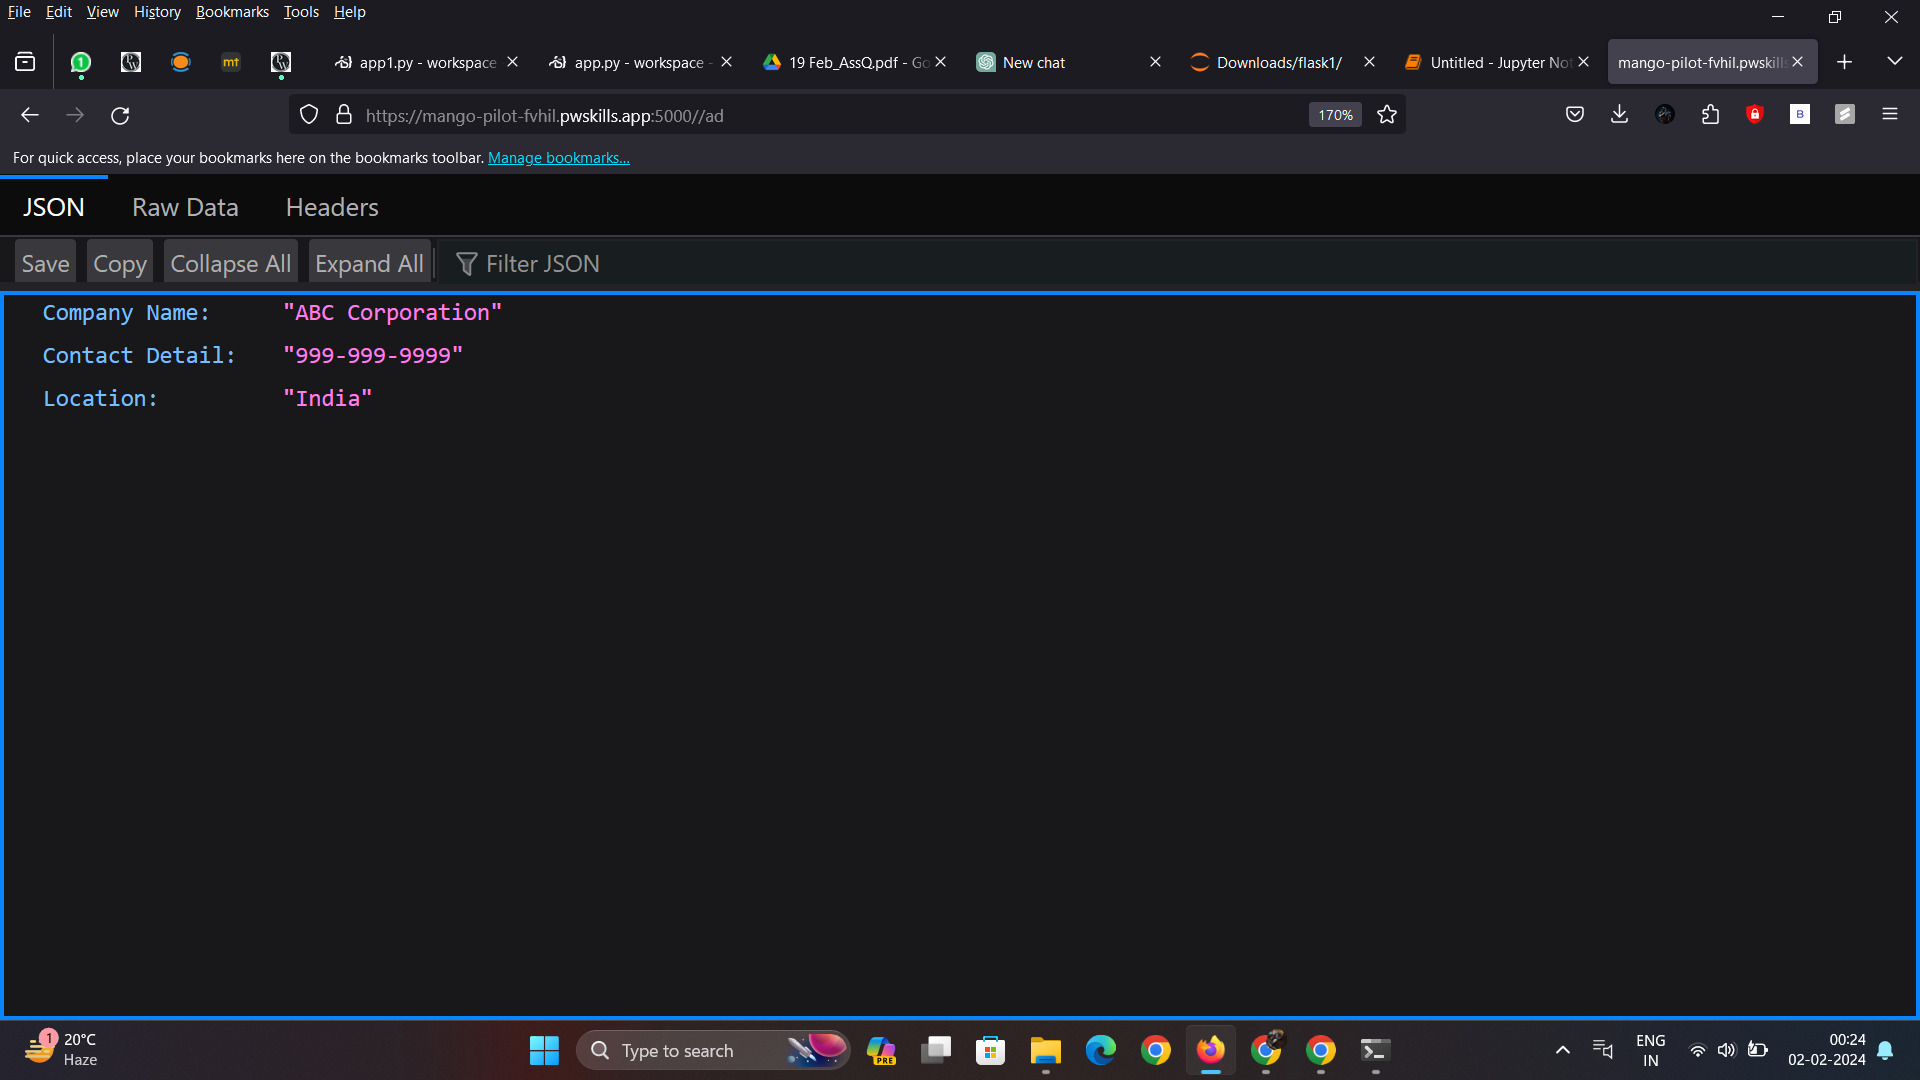 File Edit View History Bookmarks Tools Help
1 mt app1.py - workspace app.py - workspace - 19 Feb_AssQ.pdf - Go New chat Downloads/flask1/ Untitled - Jupyter Not mango-pilot-fvhil.pwskills
https://mango-pilot-fvhil.pwskills.app:5000//ad 170% B
For quick access, place your bookmarks here on the bookmarks toolbar. Manage bookmarks...
JSON Raw Data Headers
Save Copy Collapse All Expand All Filter JSON
Company Name: "ABC Corporation"
Contact Detail: "999-999-9999"
Location: "India"
1 20°C
Haze
Type to search
PRE
ENG
IN
00:24
02-02-2024